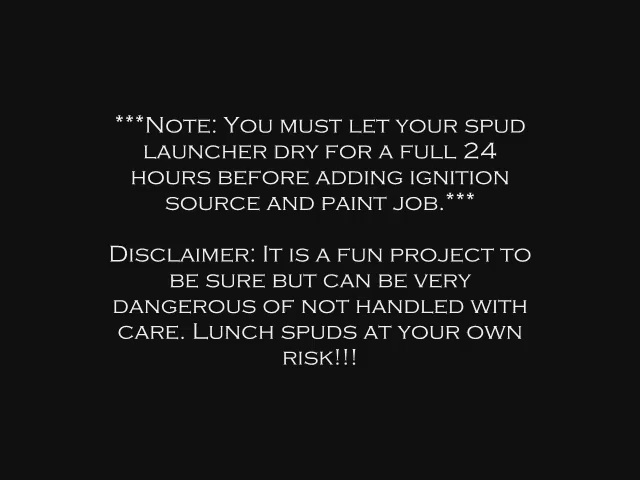 ***Note: You must let your spud
launcher dry for a full 24
hours before adding ignition
source and paint job.***
Disclaimer: It is a fun project to
be sure but can be very
dangerous of not handled with
care. Lunch spuds at your own
risk!!!